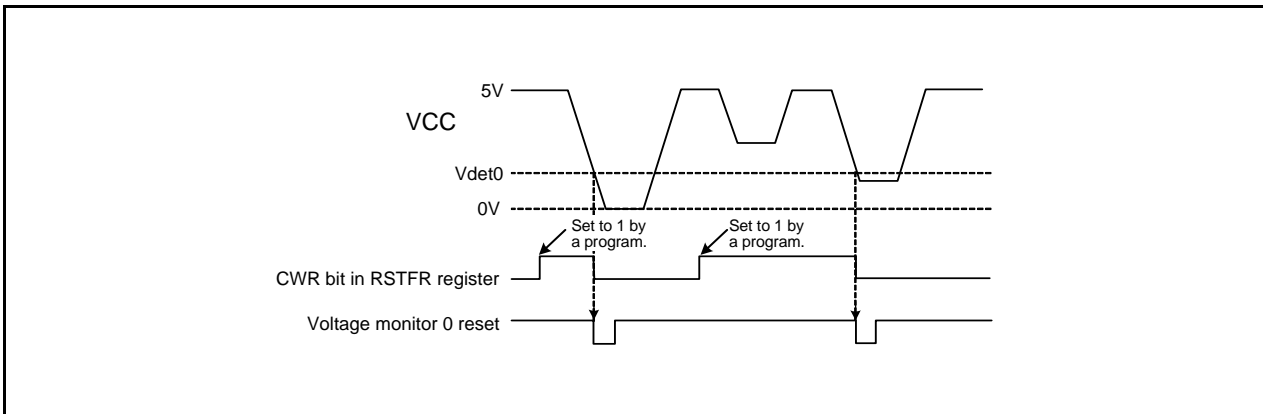 5V
VCC
Vdet0
0V
Set to 1 by
a program.
Set to 1 by
a program.
CWR bit in RSTFR register
Voltage monitor 0 reset